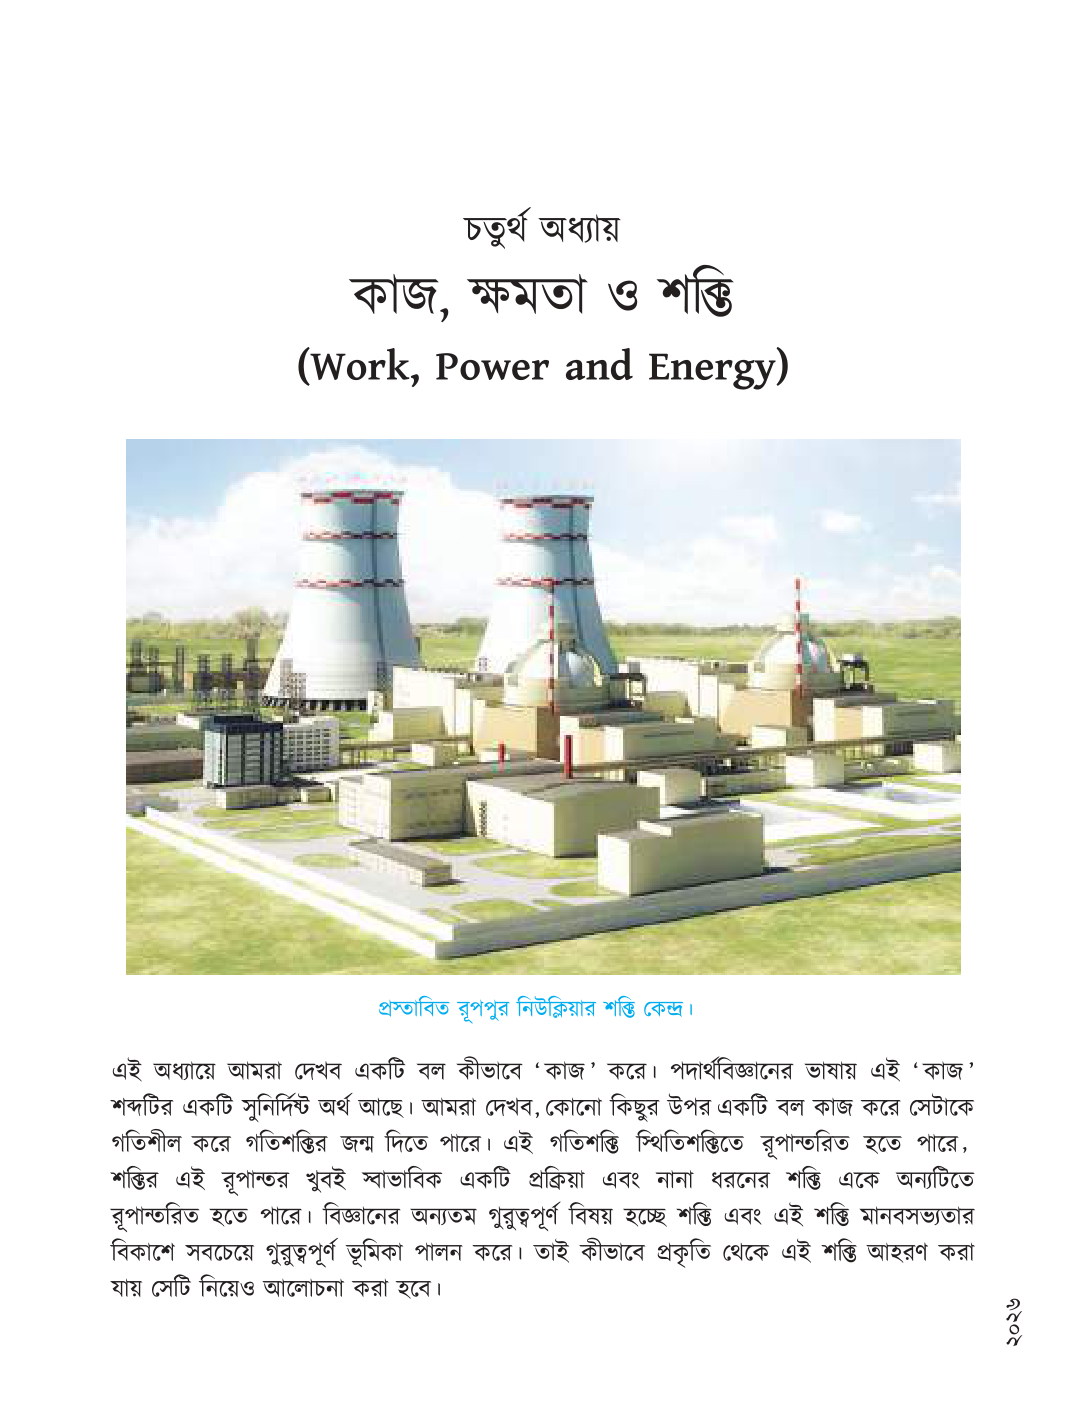 চতুর্থ অধ্যায়
কাজ, ক্ষমতা ও শক্তি
(Work, Power and Energy)
প্রস্তাবিত রূপপুর নিউক্লিয়ার শক্তি কেন্দ্র।
এই অধ্যায়ে আমরা দেখব একটি বল কীভাবে ‘কাজ’ করে। পদার্থবিজ্ঞানের ভাষায় এই ‘কাজ’
শব্দটির একটি সুনির্দিষ্ট অর্থ আছে। আমরা দেখব, কোনো কিছুর উপর একটি বল কাজ করে সেটাকে
গতিশীল করে গতিশক্তির জন্ম দিতে পারে। এই গতিশক্তি স্থিতিশক্তিতে রূপান্তরিত হতে পারে,
শক্তির এই রূপান্তর খুবই স্বাভাবিক একটি প্রক্রিয়া এবং নানা ধরনের শক্তি একে অন্যটিতে
রূপান্তরিত হতে পারে। বিজ্ঞানের অন্যতম গুরুত্বপূর্ণ বিষয় হচ্ছে শক্তি এবং এই শক্তি মানবসভ্যতার
বিকাশে সবচেয়ে গুরুত্বপূর্ণ ভূমিকা পালন করে। তাই কীভাবে প্রকৃতি থেকে এই শক্তি আহরণ করা
যায় সেটি নিয়েও আলোচনা করা হবে।
২০২৬